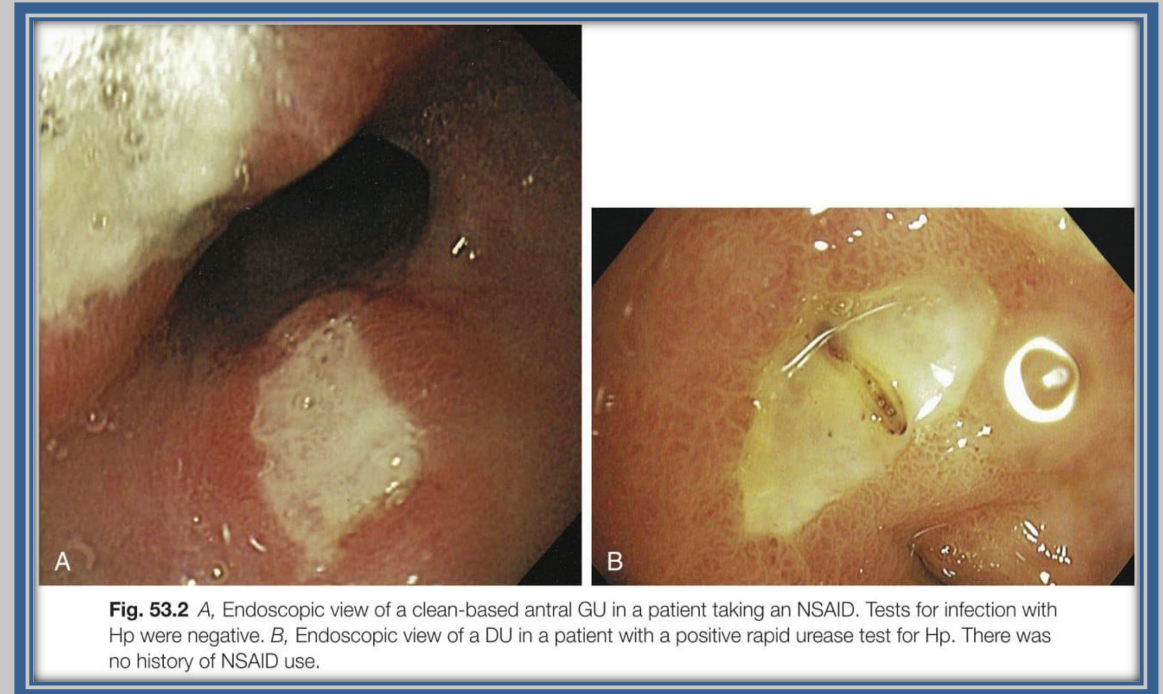 A
B
Fig. 53.2 A, Endoscopic view of a clean-based antral GU in a patient taking an NSAID. Tests for infection with
Hp were negative. B, Endoscopic view of a DU in a patient with a positive rapid urease test for Hp. There was
no history of NSAID use.